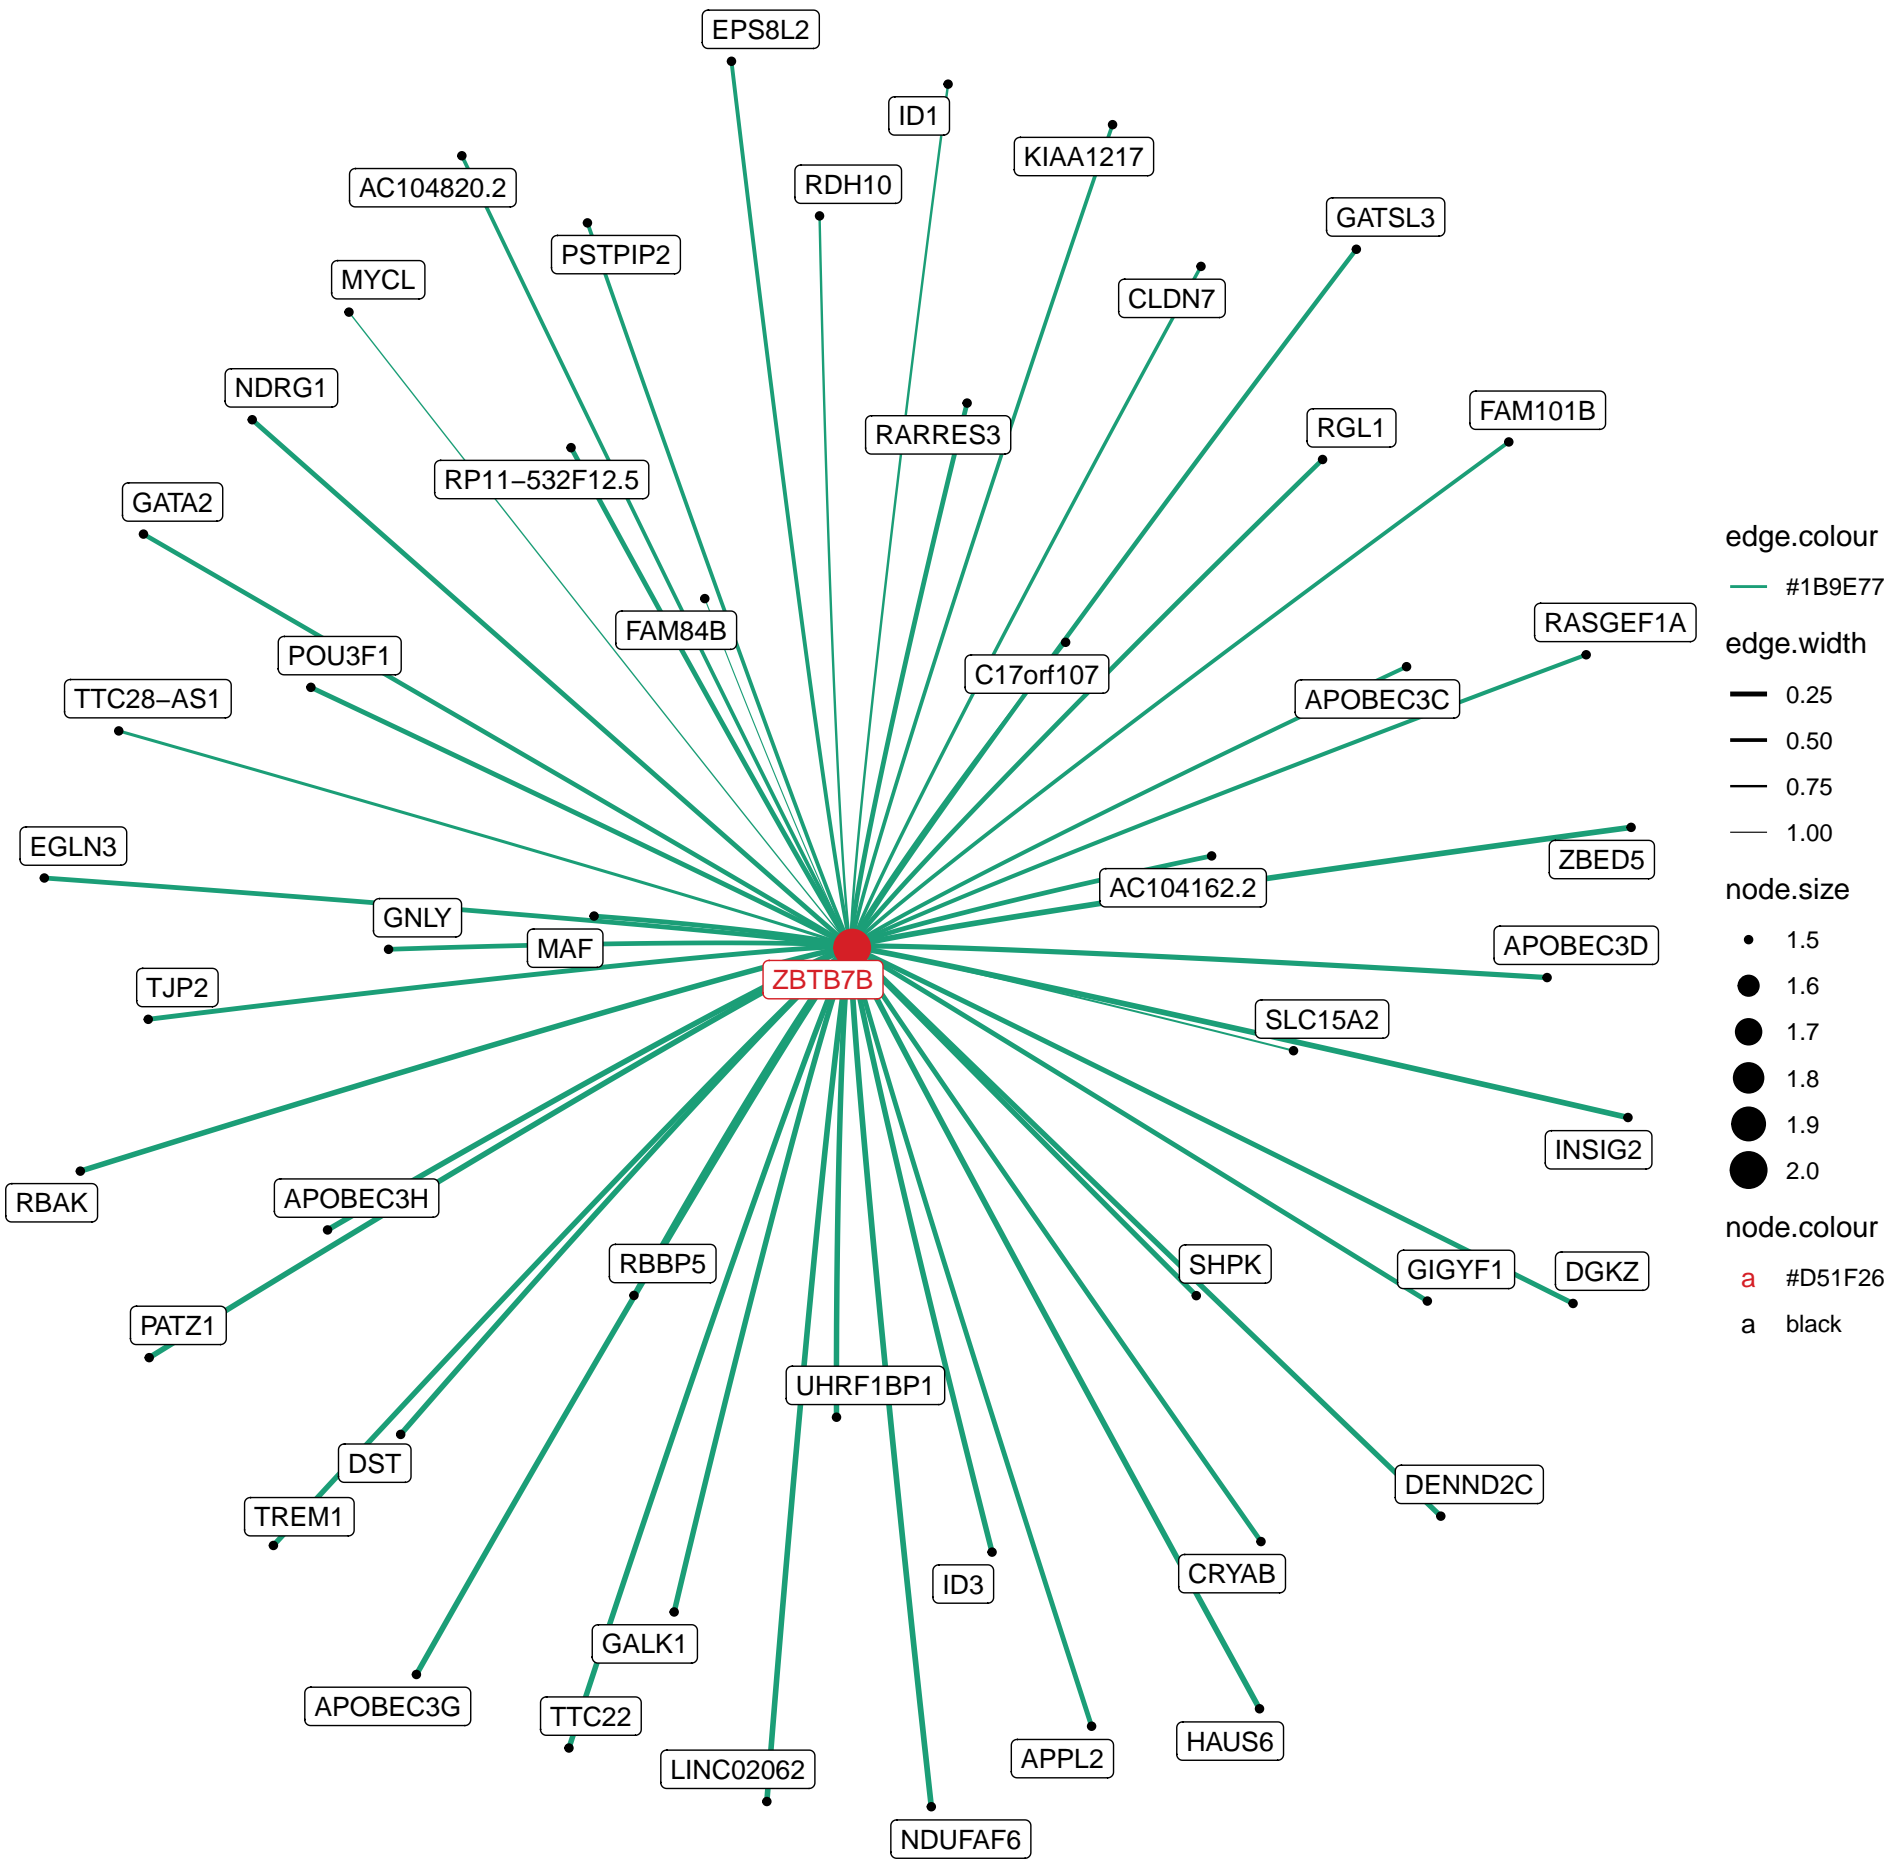 EPS8L2
ID1
KIAA1217
AC104820.2
RDH10
GATSL3
PSTPIP2
MYCL
CLDN7
NDRG1
FAM101B
RGL1
RARRES3
RP11−532F12.5
GATA2
FAM84B
RASGEF1A
POU3F1
C17orf107
TTC28−AS1
APOBEC3C
EGLN3
ZBED5
AC104162.2
GNLY
MAF
APOBEC3D
ZBTB7B
TJP2
SLC15A2
INSIG2
RBAK
APOBEC3H
RBBP5
SHPK
GIGYF1
DGKZ
PATZ1
UHRF1BP1
DST
DENND2C
TREM1
CRYAB
ID3
GALK1
APOBEC3G
TTC22
HAUS6
APPL2
LINC02062
NDUFAF6
edge.colour
#1B9E77
edge.width
0.25
0.50
0.75
1.00
node.size
1.5
1.6
1.7
1.8
1.9
2.0
node.colour
a #D51F26
a black